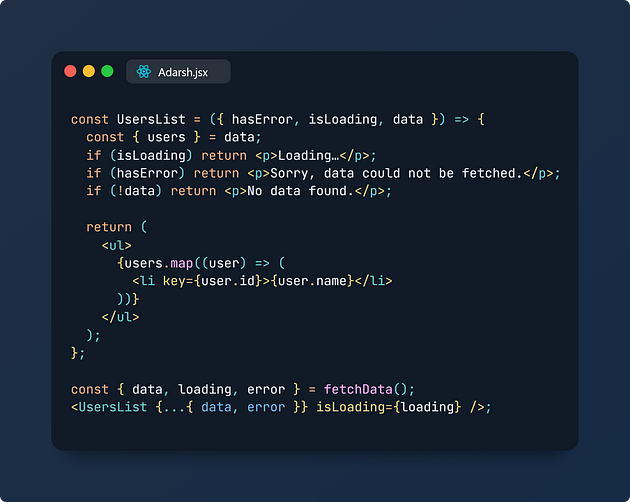 Adarsh.jsx
const UsersList = ({ hasError, isLoading, data }) => {
  const { users } = data;
  if (isLoading) return <p>Loading…</p>;
  if (hasError) return <p>Sorry, data could not be fetched.</p>;
  if (!data) return <p>No data found.</p>;

  return (
    <ul>
      {users.map((user) => (
        <li key={user.id}>{user.name}</li>
      ))}
    </ul>
  );
};

const { data, loading, error } = fetchData();
<UsersList {...{ data, error }} isLoading={loading} />;